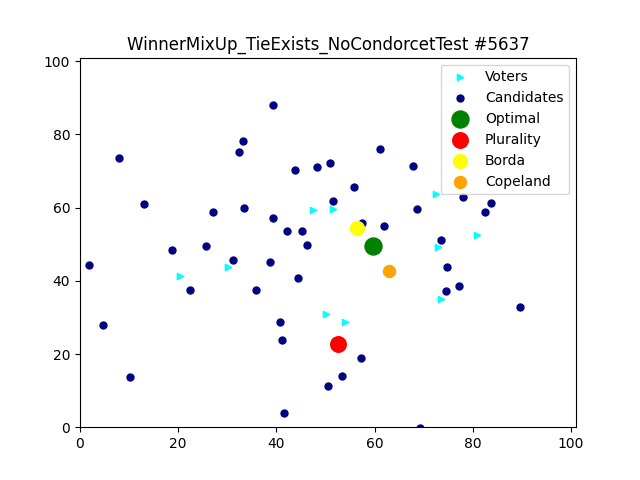 WinnerMixUp_TieExists_NoCondorcetTest #5637
Voters
Candidates
Optimal
Plurality
Borda
Copeland
100
80
60
40
20
0
0 20 40 60 80 100